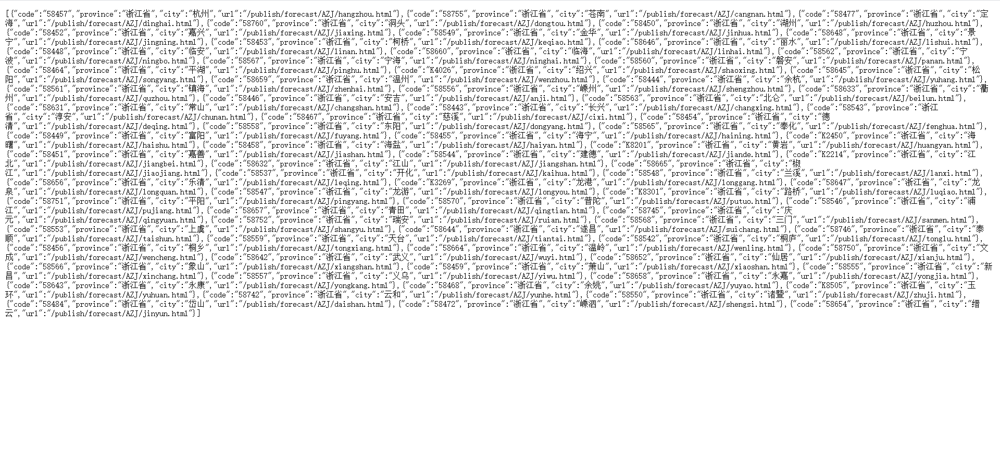 [{"code":"58457","province":"浙江省","city":"杭州","url":"/publish/forecast/AZJ/hangzhou.html"},{"code":"58755","province":"浙江省","city":"苍南","url":"/publish/forecast/AZJ/cangnan.html"},{"code":"58477","province":"浙江省","city":"定
海","url":"/publish/forecast/AZJ/dinghai.html"},{"code":"58760","province":"浙江省","city":"洞头","url":"/publish/forecast/AZJ/dongtou.html"},{"code":"58450","province":"浙江省","city":"湖州","url":"/publish/forecast/AZJ/huzhou.html"},
{"code":"58452","province":"浙江省","city":"嘉兴","url":"/publish/forecast/AZJ/jiaxing.html"},{"code":"58549","province":"浙江省","city":"金华","url":"/publish/forecast/AZJ/jinhua.html"},{"code":"58648","province":"浙江省","city":"景
宁","url":"/publish/forecast/AZJ/jingning.html"},{"code":"58453","province":"浙江省","city":"柯桥","url":"/publish/forecast/AZJ/keqiao.html"},{"code":"58646","province":"浙江省","city":"丽水","url":"/publish/forecast/AZJ/lishui.html"},
{"code":"58448","province":"浙江省","city":"临安","url":"/publish/forecast/AZJ/linan.html"},{"code":"58660","province":"浙江省","city":"临海","url":"/publish/forecast/AZJ/linhai.html"},{"code":"58562","province":"浙江省","city":"宁
波","url":"/publish/forecast/AZJ/ningbo.html"},{"code":"58567","province":"浙江省","city":"宁海","url":"/publish/forecast/AZJ/ninghai.html"},{"code":"58560","province":"浙江省","city":"磐安","url":"/publish/forecast/AZJ/panan.html"},
{"code":"58464","province":"浙江省","city":"平湖","url":"/publish/forecast/AZJ/pinghu.html"},{"code":"K4026","province":"浙江省","city":"绍兴","url":"/publish/forecast/AZJ/shaoxing.html"},{"code":"58645","province":"浙江省","city":"松
阳","url":"/publish/forecast/AZJ/songyang.html"},{"code":"58659","province":"浙江省","city":"温州","url":"/publish/forecast/AZJ/wenzhou.html"},{"code":"58444","province":"浙江省","city":"余杭","url":"/publish/forecast/AZJ/yuhang.html"},
{"code":"58561","province":"浙江省","city":"镇海","url":"/publish/forecast/AZJ/zhenhai.html"},{"code":"58556","province":"浙江省","city":"嵊州","url":"/publish/forecast/AZJ/shengzhou.html"},{"code":"58633","province":"浙江省","city":"衢
州","url":"/publish/forecast/AZJ/quzhou.html"},{"code":"58446","province":"浙江省","city":"安吉","url":"/publish/forecast/AZJ/anji.html"},{"code":"58563","province":"浙江省","city":"北仑","url":"/publish/forecast/AZJ/beilun.html"},
{"code":"58631","province":"浙江省","city":"常山","url":"/publish/forecast/AZJ/changshan.html"},{"code":"58443","province":"浙江省","city":"长兴","url":"/publish/forecast/AZJ/changxing.html"},{"code":"58543","province":"浙江
省","city":"淳安","url":"/publish/forecast/AZJ/chunan.html"},{"code":"58467","province":"浙江省","city":"慈溪","url":"/publish/forecast/AZJ/cixi.html"},{"code":"58454","province":"浙江省","city":"德
清","url":"/publish/forecast/AZJ/deqing.html"},{"code":"58558","province":"浙江省","city":"东阳","url":"/publish/forecast/AZJ/dongyang.html"},{"code":"58565","province":"浙江省","city":"奉化","url":"/publish/forecast/AZJ/fenghua.html"},
{"code":"58449","province":"浙江省","city":"富阳","url":"/publish/forecast/AZJ/fuyang.html"},{"code":"58455","province":"浙江省","city":"海宁","url":"/publish/forecast/AZJ/haining.html"},{"code":"K2450","province":"浙江省","city":"海
曙","url":"/publish/forecast/AZJ/haishu.html"},{"code":"58458","province":"浙江省","city":"海盐","url":"/publish/forecast/AZJ/haiyan.html"},{"code":"K8201","province":"浙江省","city":"黄岩","url":"/publish/forecast/AZJ/huangyan.html"},
{"code":"58451","province":"浙江省","city":"嘉善","url":"/publish/forecast/AZJ/jiashan.html"},{"code":"58544","province":"浙江省","city":"建德","url":"/publish/forecast/AZJ/jiande.html"},{"code":"K2214","province":"浙江省","city":"江
北","url":"/publish/forecast/AZJ/jiangbei.html"},{"code":"58632","province":"浙江省","city":"江山","url":"/publish/forecast/AZJ/jiangshan.html"},{"code":"58665","province":"浙江省","city":"椒
江","url":"/publish/forecast/AZJ/jiaojiang.html"},{"code":"58537","province":"浙江省","city":"开化","url":"/publish/forecast/AZJ/kaihua.html"},{"code":"58548","province":"浙江省","city":"兰溪","url":"/publish/forecast/AZJ/lanxi.html"},
{"code":"58656","province":"浙江省","city":"乐清","url":"/publish/forecast/AZJ/leqing.html"},{"code":"K3269","province":"浙江省","city":"龙港","url":"/publish/forecast/AZJ/longgang.html"},{"code":"58647","province":"浙江省","city":"龙
泉","url":"/publish/forecast/AZJ/longquan.html"},{"code":"58547","province":"浙江省","city":"龙游","url":"/publish/forecast/AZJ/longyou.html"},{"code":"K8301","province":"浙江省","city":"路桥","url":"/publish/forecast/AZJ/luqiao.html"},
{"code":"58751","province":"浙江省","city":"平阳","url":"/publish/forecast/AZJ/pingyang.html"},{"code":"58570","province":"浙江省","city":"普陀","url":"/publish/forecast/AZJ/putuo.html"},{"code":"58546","province":"浙江省","city":"浦
江","url":"/publish/forecast/AZJ/pujiang.html"},{"code":"58657","province":"浙江省","city":"青田","url":"/publish/forecast/AZJ/qingtian.html"},{"code":"58745","province":"浙江省","city":"庆
元","url":"/publish/forecast/AZJ/qingyuan.html"},{"code":"58752","province":"浙江省","city":"瑞安","url":"/publish/forecast/AZJ/ruian.html"},{"code":"58568","province":"浙江省","city":"三门","url":"/publish/forecast/AZJ/sanmen.html"},
{"code":"58553","province":"浙江省","city":"上虞","url":"/publish/forecast/AZJ/shangyu.html"},{"code":"58644","province":"浙江省","city":"遂昌","url":"/publish/forecast/AZJ/suichang.html"},{"code":"58746","province":"浙江省","city":"泰
顺","url":"/publish/forecast/AZJ/taishun.html"},{"code":"58559","province":"浙江省","city":"天台","url":"/publish/forecast/AZJ/tiantai.html"},{"code":"58542","province":"浙江省","city":"桐庐","url":"/publish/forecast/AZJ/tonglu.html"},
{"code":"58456","province":"浙江省","city":"桐乡","url":"/publish/forecast/AZJ/tongxiang.html"},{"code":"58664","province":"浙江省","city":"温岭","url":"/publish/forecast/AZJ/wenling.html"},{"code":"58750","province":"浙江省","city":"文
成","url":"/publish/forecast/AZJ/wencheng.html"},{"code":"58642","province":"浙江省","city":"武义","url":"/publish/forecast/AZJ/wuyi.html"},{"code":"58652","province":"浙江省","city":"仙居","url":"/publish/forecast/AZJ/xianju.html"},
{"code":"58566","province":"浙江省","city":"象山","url":"/publish/forecast/AZJ/xiangshan.html"},{"code":"58459","province":"浙江省","city":"萧山","url":"/publish/forecast/AZJ/xiaoshan.html"},{"code":"58555","province":"浙江省","city":"新
昌","url":"/publish/forecast/AZJ/xinchang.html"},{"code":"58557","province":"浙江省","city":"义乌","url":"/publish/forecast/AZJ/yiwu.html"},{"code":"58658","province":"浙江省","city":"永嘉","url":"/publish/forecast/AZJ/yongjia.html"},
{"code":"58643","province":"浙江省","city":"永康","url":"/publish/forecast/AZJ/yongkang.html"},{"code":"58468","province":"浙江省","city":"余姚","url":"/publish/forecast/AZJ/yuyao.html"},{"code":"K8505","province":"浙江省","city":"玉
环","url":"/publish/forecast/AZJ/yuhuan.html"},{"code":"58742","province":"浙江省","city":"云和","url":"/publish/forecast/AZJ/yunhe.html"},{"code":"58550","province":"浙江省","city":"诸暨","url":"/publish/forecast/AZJ/zhuji.html"},
{"code":"58484","province":"浙江省","city":"岱山","url":"/publish/forecast/AZJ/daishan.html"},{"code":"58472","province":"浙江省","city":"嵊泗","url":"/publish/forecast/AZJ/shengsi.html"},{"code":"58654","province":"浙江省","city":"缙
云","url":"/publish/forecast/AZJ/jinyun.html"}]